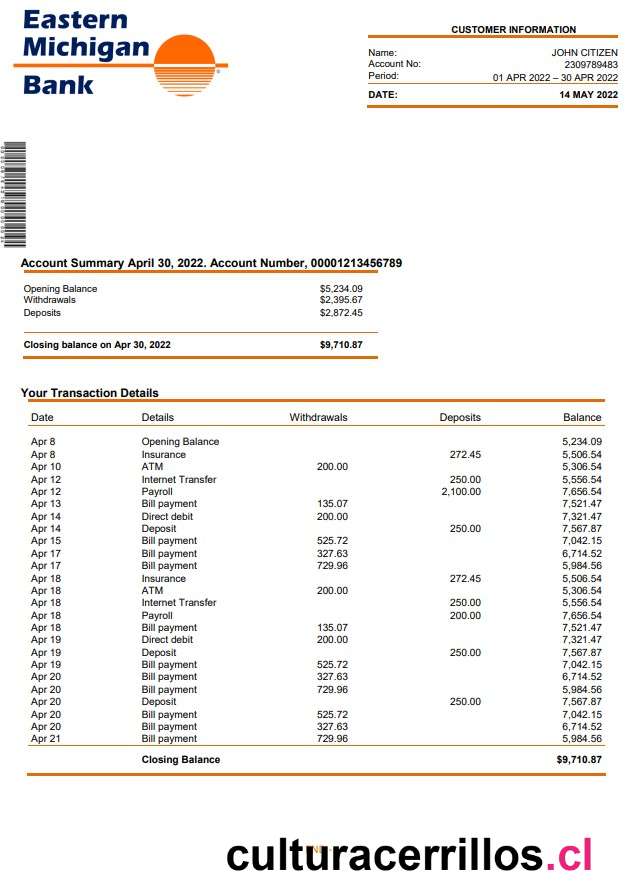 Eastern
Michigan
Bank
CUSTOMER INFORMATION
Name: JOHN CITIZEN
Account No: 2309789483
Period: 01 APR 2022 – 30 APR 2022
DATE: 14 MAY 2022
Account Summary April 30, 2022. Account Number, 00001213456789
Opening Balance $5,234.09
Withdrawals $2,395.67
Deposits $2,872.45
Closing balance on Apr 30, 2022 $9,710.87
Your Transaction Details
Date Details Withdrawals Deposits Balance
Apr 8 Opening Balance 5,234.09
Apr 8 Insurance 272.45 5,506.54
Apr 10 ATM 200.00 5,306.54
Apr 12 Internet Transfer 250.00 5,556.54
Apr 12 Payroll 2,100.00 7,656.54
Apr 13 Bill payment 135.07 7,521.47
Apr 14 Direct debit 200.00 7,321.47
Apr 14 Deposit 250.00 7,567.87
Apr 15 Bill payment 525.72 7,042.15
Apr 17 Bill payment 327.63 6,714.52
Apr 17 Bill payment 729.96 5,984.56
Apr 18 Insurance 272.45 5,506.54
Apr 18 ATM 200.00 5,306.54
Apr 18 Internet Transfer 250.00 5,556.54
Apr 18 Payroll 200.00 7,656.54
Apr 18 Bill payment 135.07 7,521.47
Apr 19 Direct debit 200.00 7,321.47
Apr 19 Deposit 250.00 7,567.87
Apr 19 Bill payment 525.72 7,042.15
Apr 20 Bill payment 327.63 6,714.52
Apr 20 Bill payment 729.96 5,984.56
Apr 20 Deposit 250.00 7,567.87
Apr 20 Bill payment 525.72 7,042.15
Apr 20 Bill payment 327.63 6,714.52
Apr 21 Bill payment 729.96 5,984.56
Closing Balance $9,710.87
culturacerrillos.cl